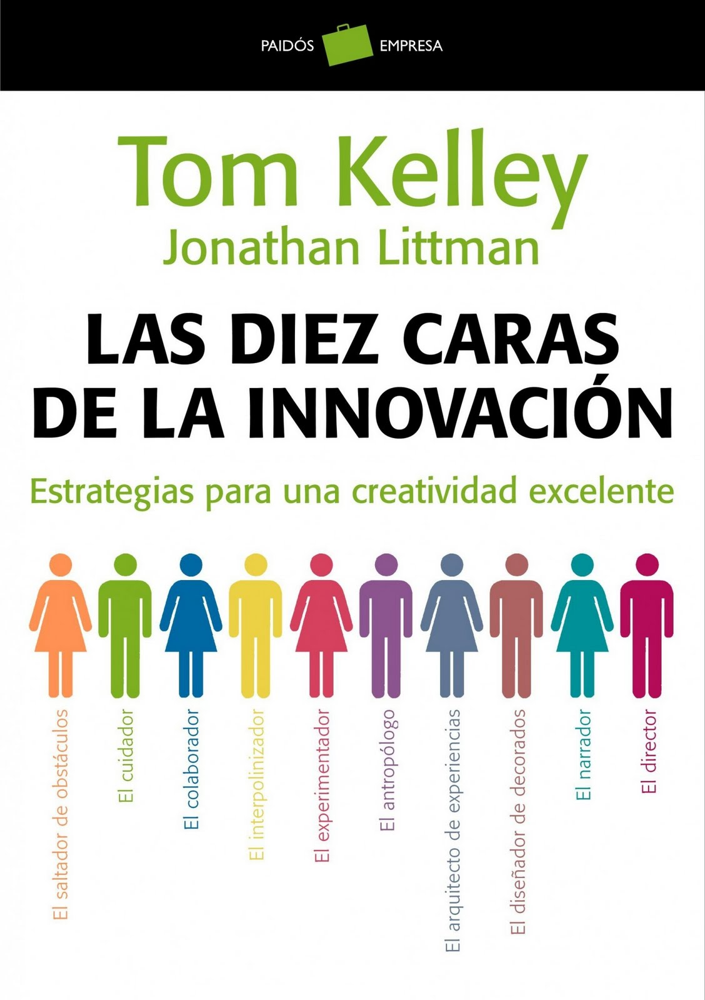 PAIDÓS EMPRESA
Tom Kelley
Jonathan Littman
LAS DIEZ CARAS
DE LA INNOVACIÓN
Estrategias para una creatividad excelente
El saltador de obstáculos
El cuidador
El colaborador
El interpolinizador
El experimentador
El antropólogo
El arquitecto de experiencias
El diseñador de decorados
El narrador
El director